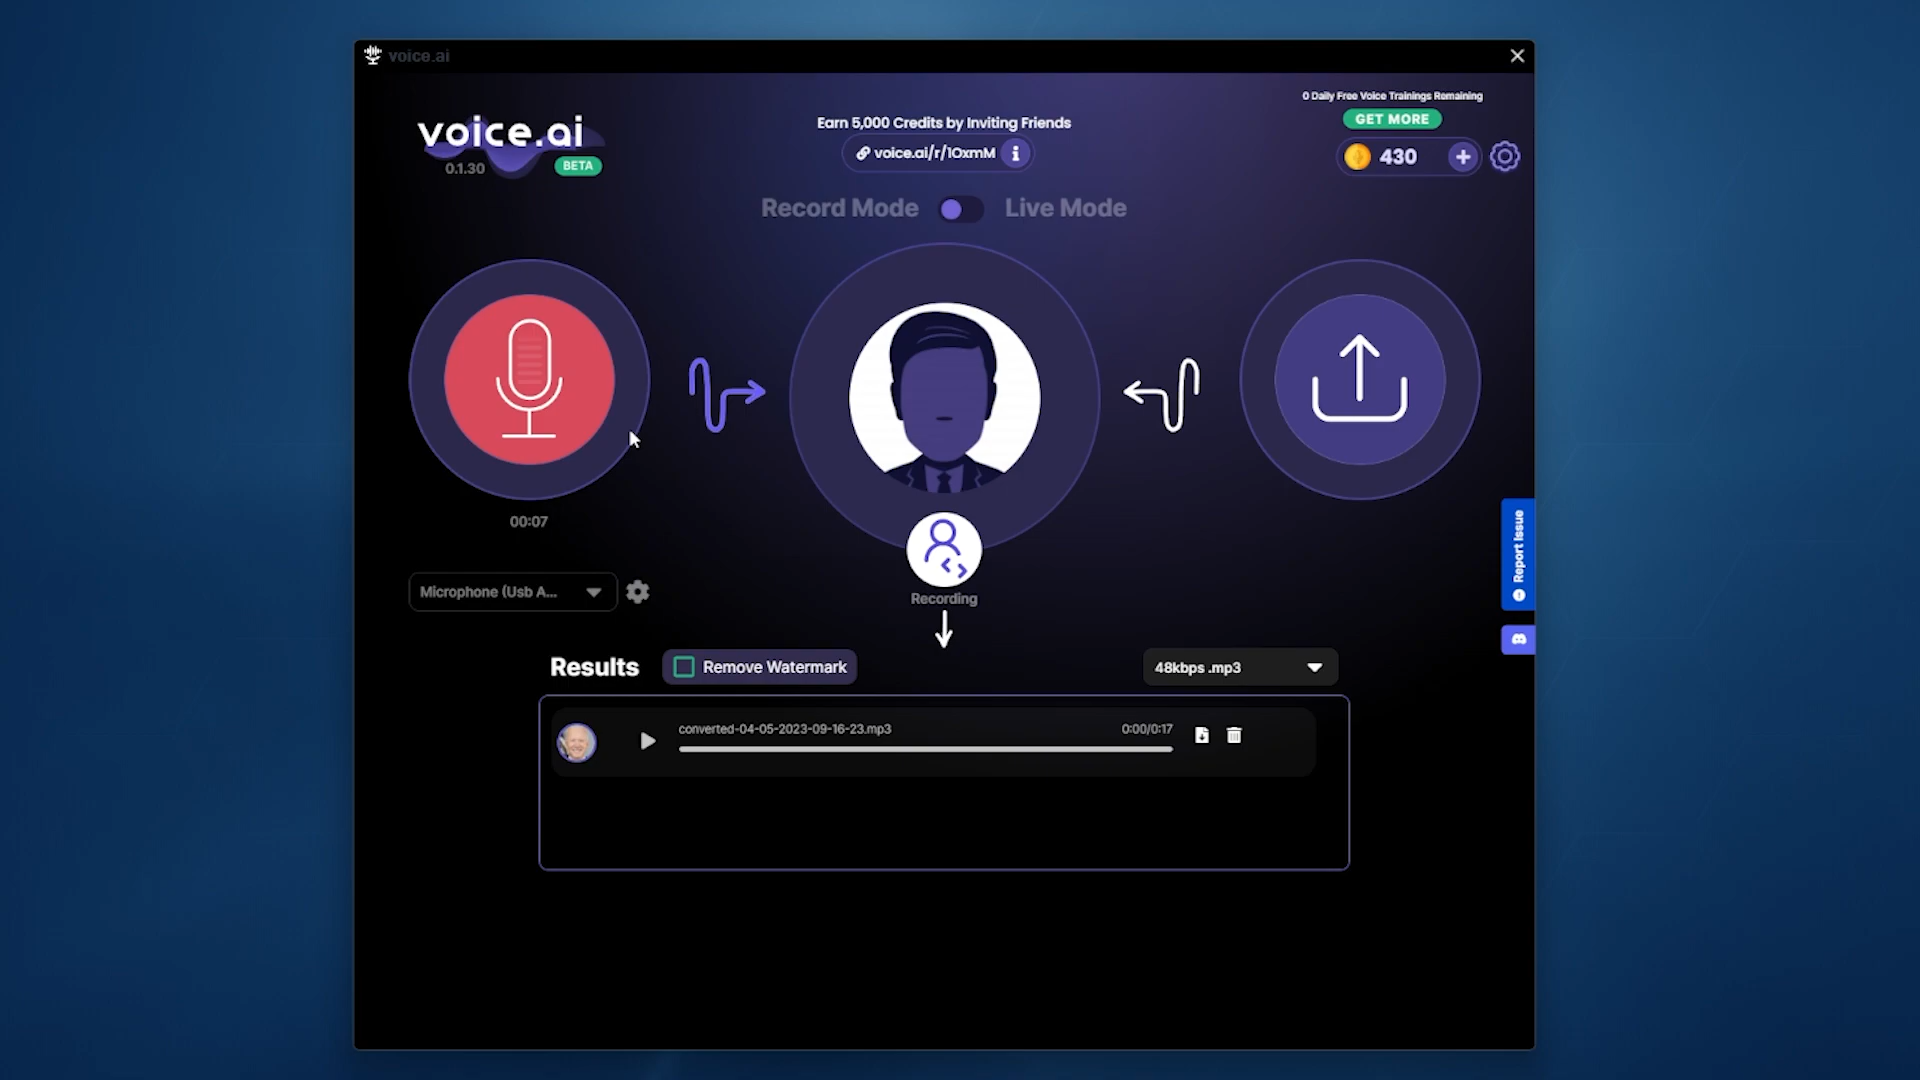 voice.ai
0 Daily Free Voice Trainings Remaining
GET MORE
voice.ai
0.1.30
BETA
Earn 5,000 Credits by Inviting Friends
voice.ai/r/1OxmM
430
Record Mode
Live Mode
00:07
Microphone (Usb A...
Recording
Report Issue
Results
Remove Watermark
48kbps .mp3
converted-04-05-2023-09-16-23.mp3
0:00/0:17